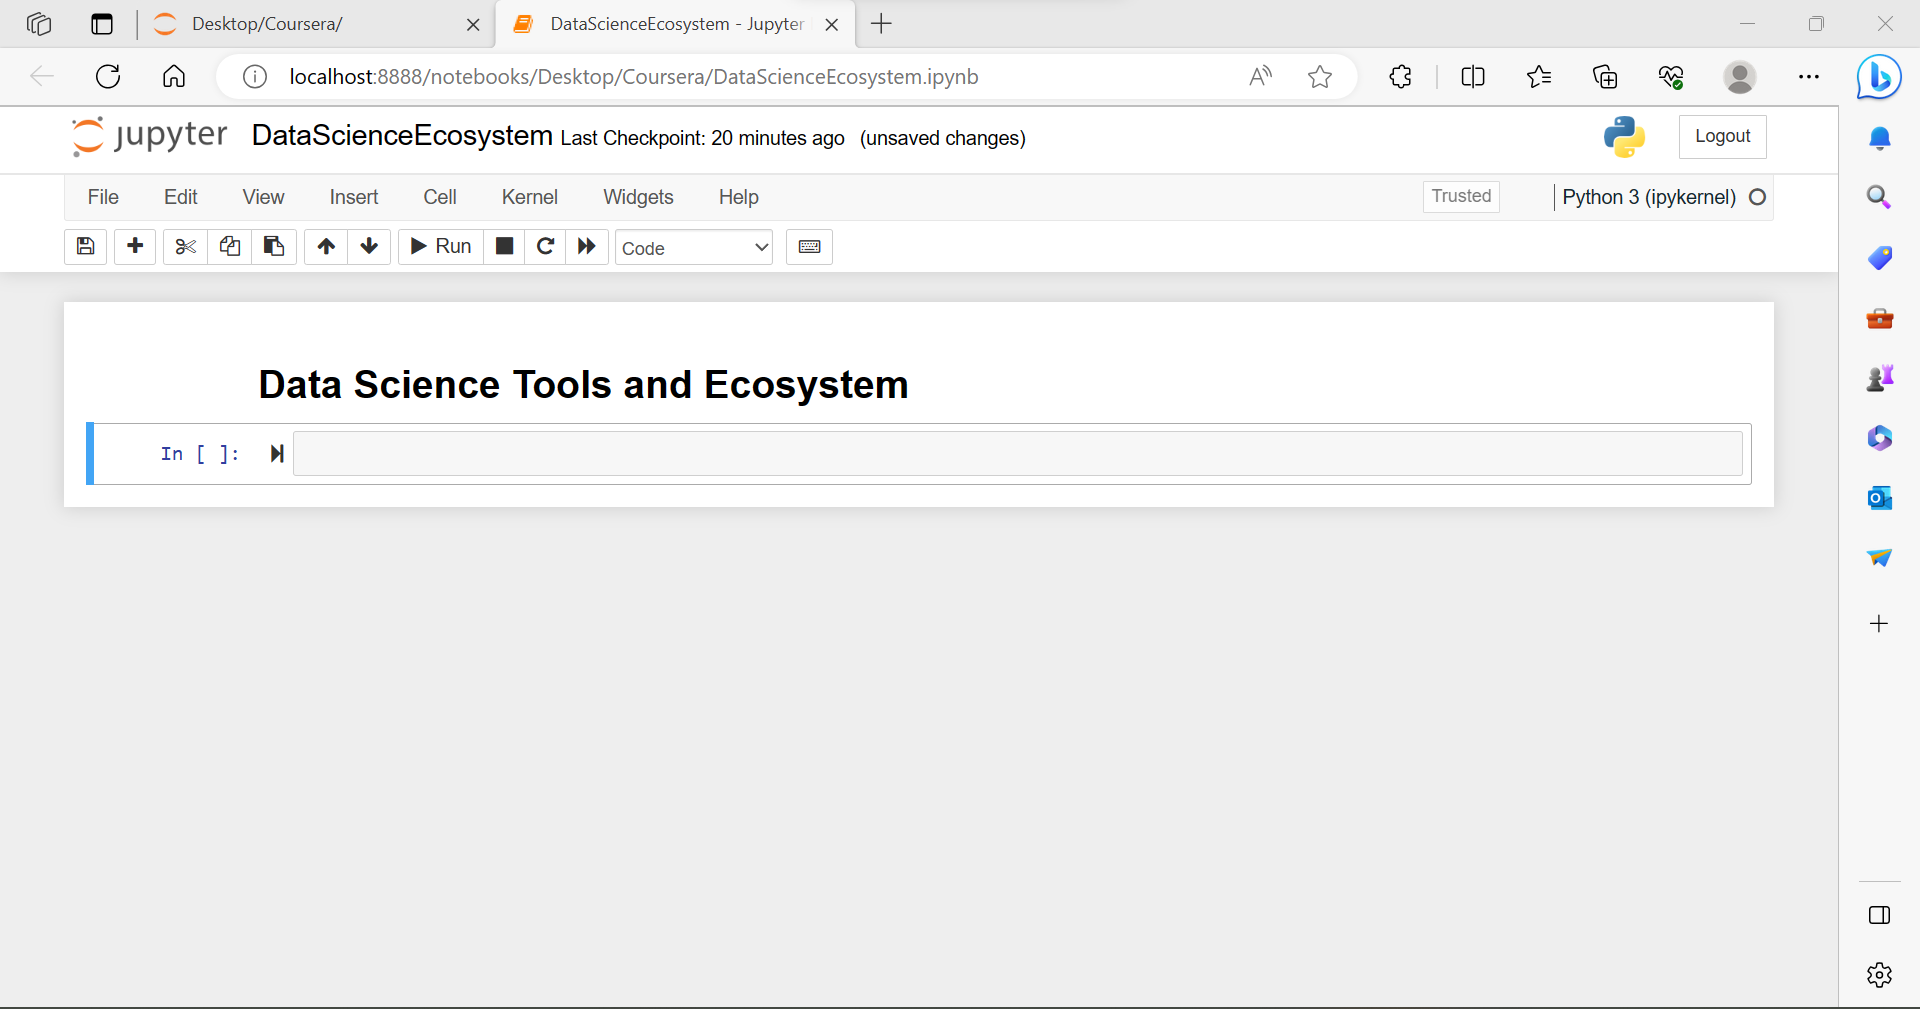 Desktop/Coursera/
DataScienceEcosystem - Jupyter
localhost:8888/notebooks/Desktop/Coursera/DataScienceEcosystem.ipynb
jupyter DataScienceEcosystem Last Checkpoint: 20 minutes ago (unsaved changes)
Logout
File Edit View Insert Cell Kernel Widgets Help
Trusted
Python 3 (ipykernel)
Run
Code
Data Science Tools and Ecosystem
In [ ]: